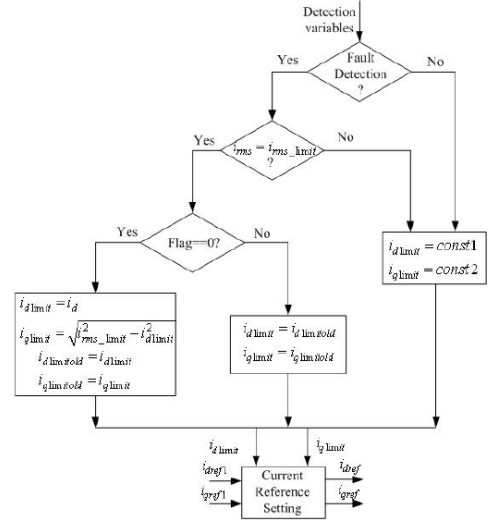 Detection
variables
Fault
Detection
?
Yes
No
i_rms = i_rms_limit
?
Yes
No
Flag==0?
Yes
No
i_dlimit = const1
i_qlimit = const2
i_dlimit = i_d
i_qlimit = √(i²_rms_limit − i²_dlimit)
i_dlimitold = i_dlimit
i_qlimitold = i_qlimit
i_dlimit = i_dlimitold
i_qlimit = i_qlimitold
i_dlimit
i_qlimit
i_dref1
i_qref1
Current
Reference
Setting
i_dref
i_qref